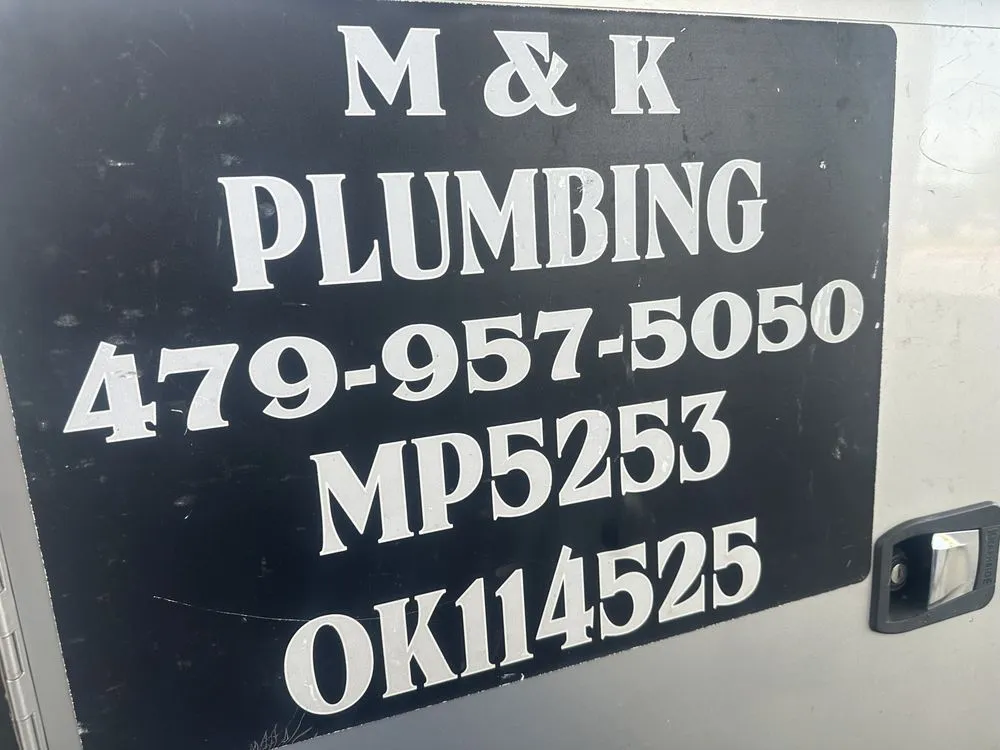 M & K
PLUMBING
479-957-5050
MP5253
OK114525